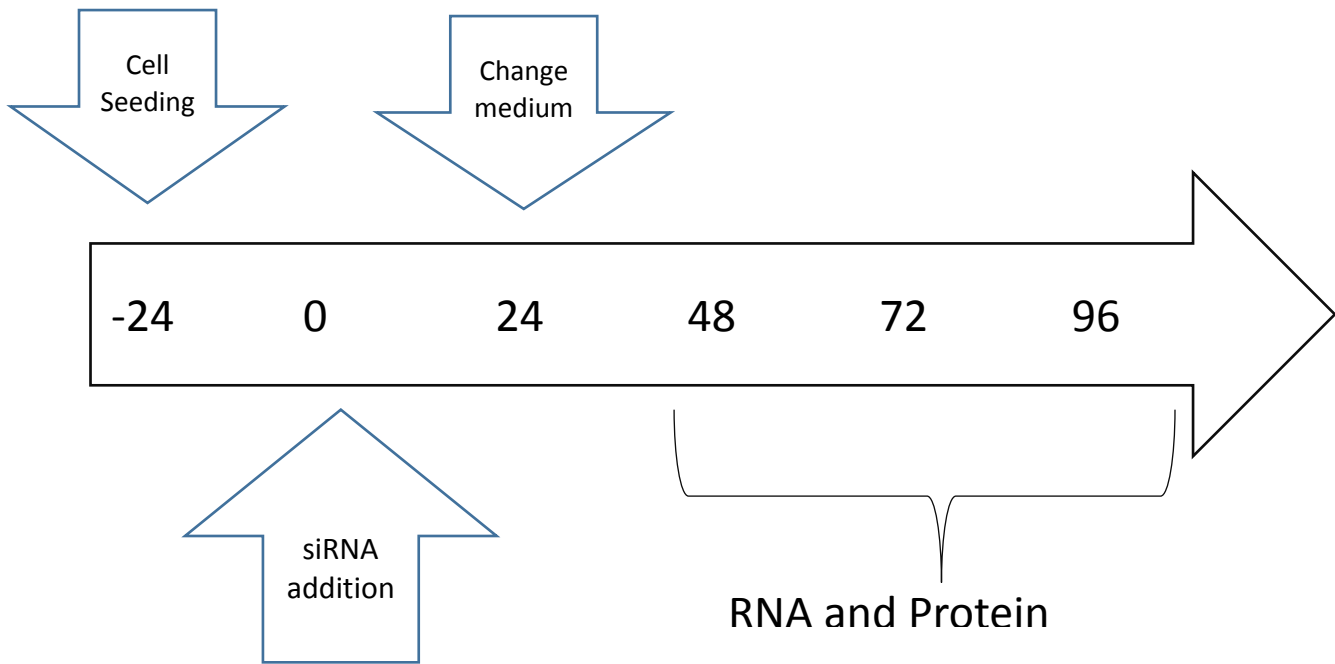 Cell
Seeding
Change
medium
-24 0 24 48 72 96
siRNA
addition
RNA and Protein